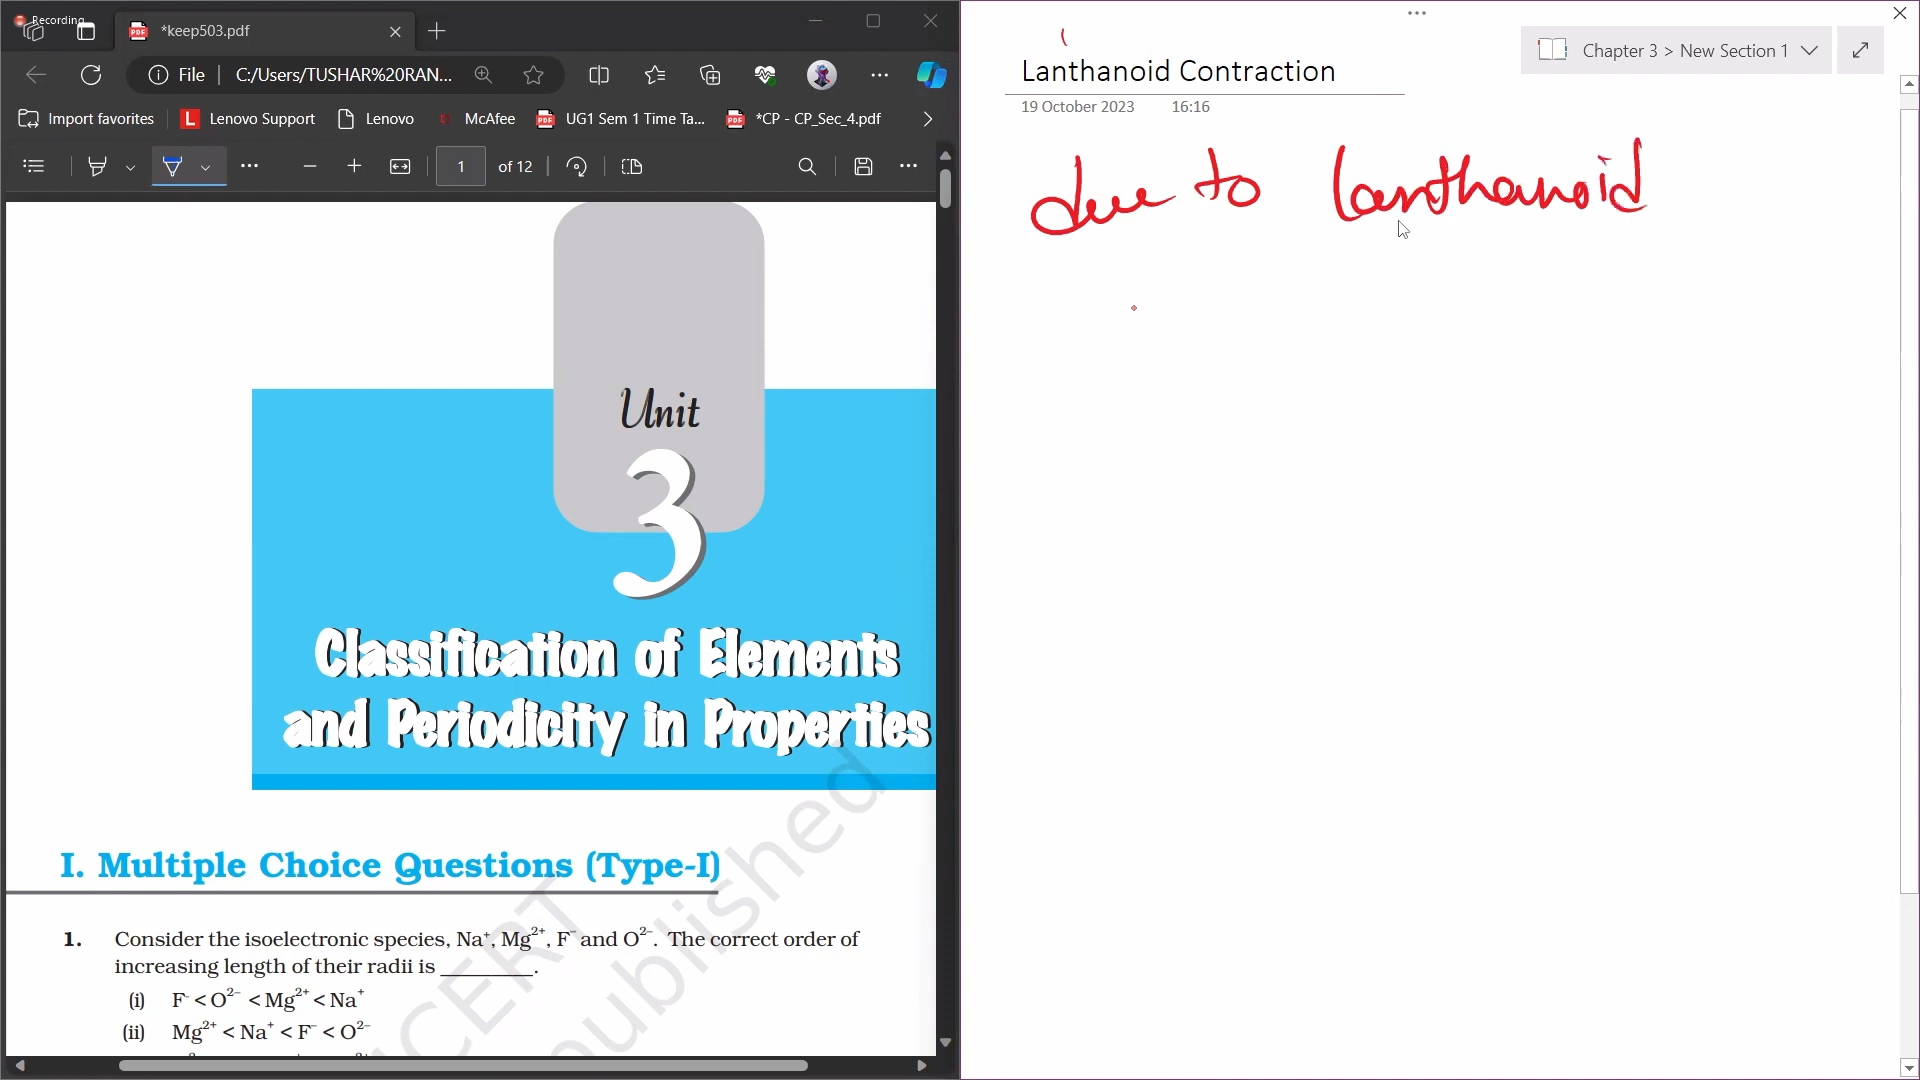 Recording
*keep503.pdf
File
C:/Users/TUSHAR%20RAN...
Import favorites
Lenovo Support
Lenovo
McAfee
UG1 Sem 1 Time Ta...
*CP - CP_Sec_4.pdf
1 of 12
Unit
3
Classification of Elements
and Periodicity in Properties
I. Multiple Choice Questions (Type-I)
1. Consider the isoelectronic species, Na⁺, Mg²⁺, F⁻ and O²⁻. The correct order of
increasing length of their radii is _________.
(i) F⁻ < O²⁻ < Mg²⁺ < Na⁺
(ii) Mg²⁺ < Na⁺ < F⁻ < O²⁻
Lanthanoid Contraction
19 October 2023 16:16
Chapter 3 > New Section 1
due to lanthanoid